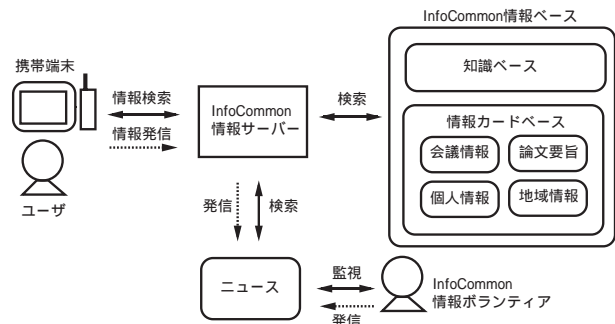 InfoCommon情報ベース
携帯端末
知識ベース
情報検索
InfoCommon
情報サーバー
検索
情報カードベース
情報発信
会議情報
論文要旨
個人情報
地域情報
ユーザ
発信
検索
ニュース
監視
InfoCommon
情報ボランティア
発信